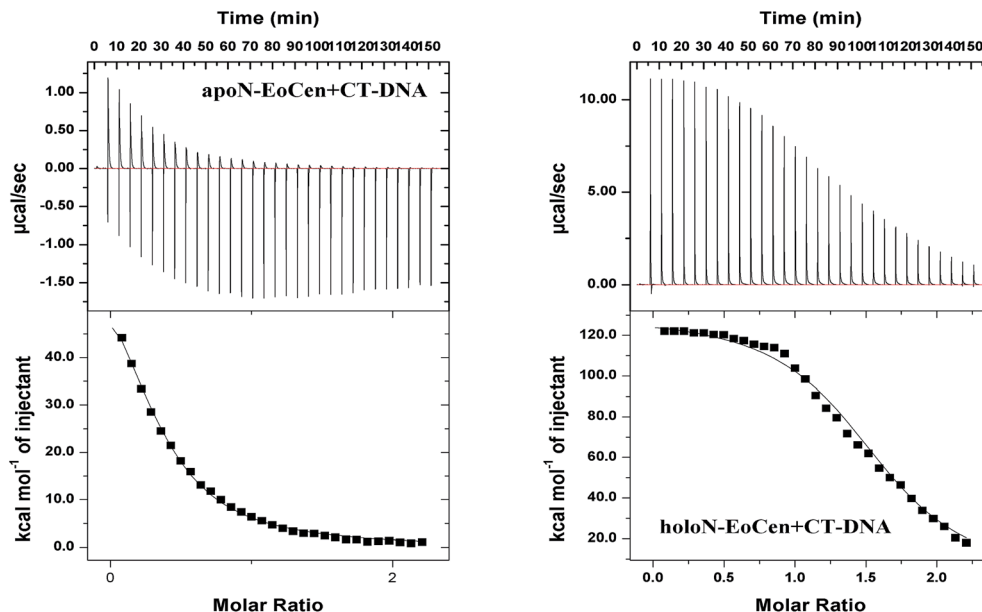 Time (min)
0 10 20 30 40 50 60 70 80 90 100 110 120 130 140 150
apoN-EoCen+CT-DNA
1.00
0.50
0.00
-0.50
-1.00
-1.50
µcal/sec
40.0
30.0
20.0
10.0
0.0
kcal mol⁻¹ of injectant
0 2
Molar Ratio
Time (min)
0 10 20 30 40 50 60 70 80 90 100 110 120 130 140 150
10.00
5.00
0.00
µcal/sec
120.0
100.0
80.0
60.0
40.0
20.0
kcal mol⁻¹ of injectant
holoN-EoCen+CT-DNA
0.0 0.5 1.0 1.5 2.0
Molar Ratio